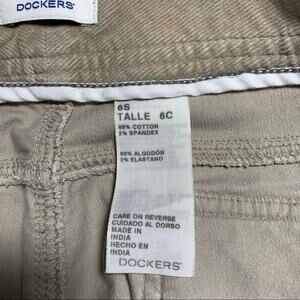 DOCKERS®
6S
TALLE 6C
98% COTTON
2% SPANDEX
98% ALGODÓN
2% ELASTANO
CARE ON REVERSE
CUIDADO AL DORSO
MADE IN
INDIA
HECHO EN
INDIA
DOCKERS®